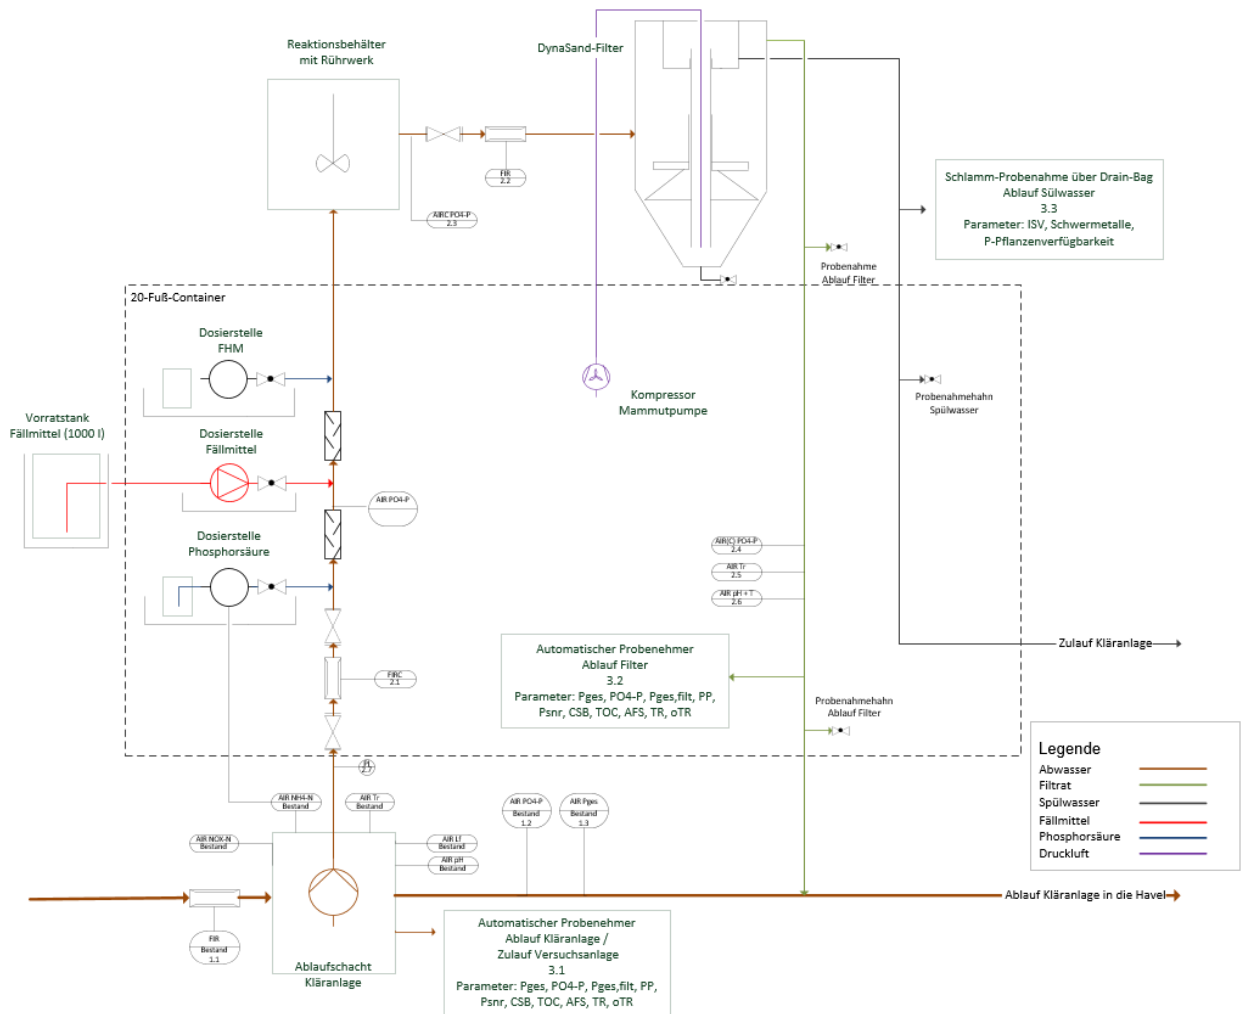 Reaktionsbehälter
mit Rührwerk
DynaSand-Filter
FIR
2.2
AIRC PO4-P
2.3
Schlamm-Probenahme über Drain-Bag
Ablauf Sülwasser
3.3
Parameter: ISV, Schwermetalle,
P-Pflanzenverfügbarkeit
Probenahme
Ablauf Filter
20-Fuß-Container
Dosierstelle
FHM
Kompressor
Mammutpumpe
Probenahmehahn
Spülwasser
Vorratstank
Fällmittel (1000 l)
Dosierstelle
Fällmittel
AIR PO4-P
Dosierstelle
Phosphorsäure
AIR(C) PO4-P
2.4
AIR Tr
2.5
AIR pH + T
2.6
Zulauf Kläranlage
Automatischer Probenehmer
Ablauf Filter
3.2
Parameter: Pges, PO4-P, Pges,filt, PP,
Psnr, CSB, TOC, AFS, TR, oTR
FIRC
2.1
Probenahmehahn
Ablauf Filter
Legende
Abwasser
Filtrat
Spülwasser
Fällmittel
Phosphorsäure
Druckluft
2.7
AIR NH4-N
Bestand
AIR Tr
Bestand
AIR PO4-P
Bestand
1.2
AIR Pges
Bestand
1.3
AIR NOX-N
Bestand
AIR LF
Bestand
AIR pH
Bestand
Ablauf Kläranlage in die Havel
FIR
Bestand
1.1
Ablaufschacht
Kläranlage
Automatischer Probenehmer
Ablauf Kläranlage /
Zulauf Versuchsanlage
3.1
Parameter: Pges, PO4-P, Pges,filt, PP,
Psnr, CSB, TOC, AFS, TR, oTR